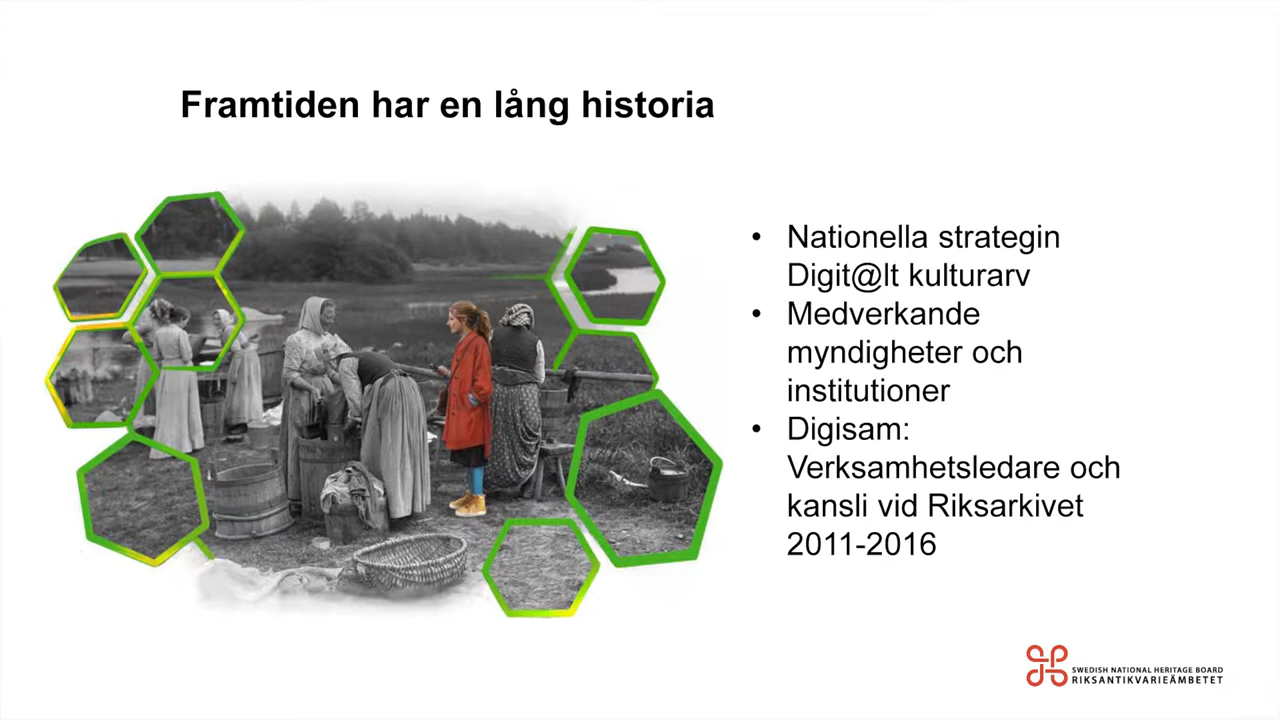 Framtiden har en lång historia
• Nationella strategin
Digit@lt kulturarv
• Medverkande
myndigheter och
institutioner
• Digisam:
Verksamhetsledare och
kansli vid Riksarkivet
2011-2016
SWEDISH NATIONAL HERITAGE BOARD
RIKSANTIKVARIEÄMBETET